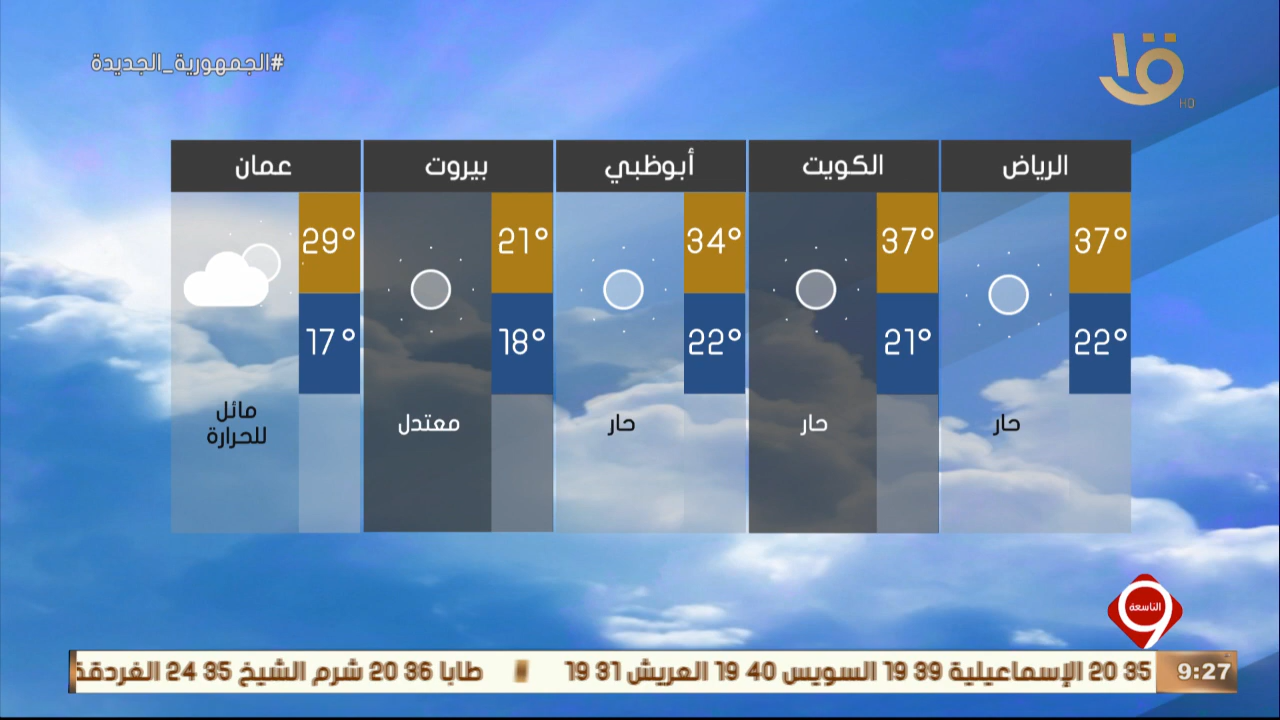 #الجمهورية_الجديدة
HD
الرياض
37°
22°
حار
الكويت
37°
21°
حار
أبوظبي
34°
22°
حار
بيروت
21°
18°
معتدل
عمان
29°
17°
مائل
للحرارة
التاسعة
9
9:27
35 20 الإسماعيلية 39 19 السويس 40 19 العريش 31 19 طابا 36 20 شرم الشيخ 35 24 الغردقة